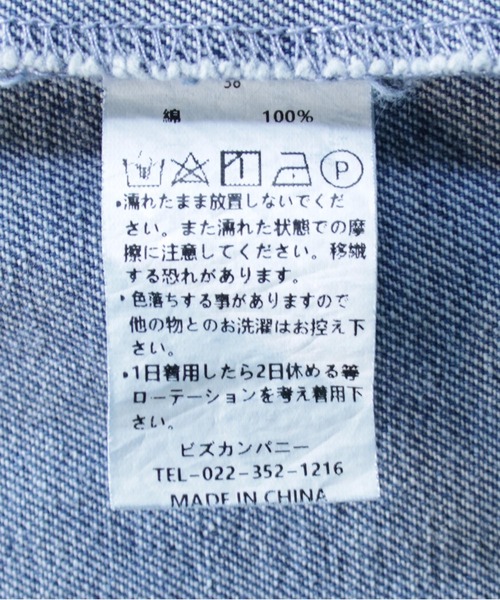 38
綿 100%
P
•濡れたまま放置しないでくだ
さい。また濡れた状態での摩
擦に注意してください。移繊
する恐れがあります。
•色落ちする事がありますので
他の物とのお洗濯はお控え下
さい。
•1日着用したら2日休める等
ローテーションを考え着用下
さい。
ビズカンパニー
TEL-022-352-1216
MADE IN CHINA